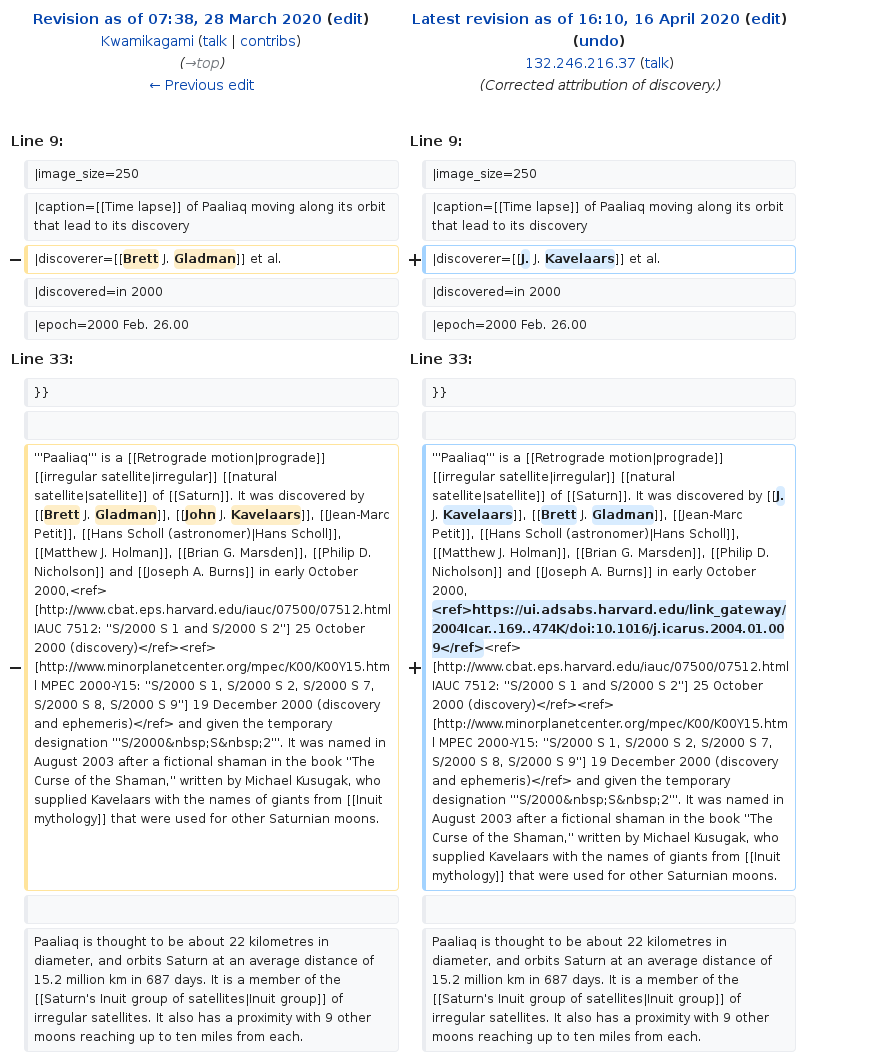 Revision as of 07:38, 28 March 2020 (edit)
Kwamikagami (talk | contribs)
(→top)
← Previous edit
Latest revision as of 16:10, 16 April 2020 (edit)
(undo)
132.246.216.37 (talk)
(Corrected attribution of discovery.)
Line 9:
Line 9:
|image_size=250
|image_size=250
|caption=[[Time lapse]] of Paaliaq moving along its orbit
that lead to its discovery
|caption=[[Time lapse]] of Paaliaq moving along its orbit
that lead to its discovery
− |discoverer=[[Brett J. Gladman]] et al.
+ |discoverer=[[J. J. Kavelaars]] et al.
|discovered=in 2000
|discovered=in 2000
|epoch=2000 Feb. 26.00
|epoch=2000 Feb. 26.00
Line 33:
Line 33:
}}
}}
−
'''Paaliaq''' is a [[Retrograde motion|prograde]]
[[irregular satellite|irregular]] [[natural
satellite|satellite]] of [[Saturn]]. It was discovered by
[[Brett J. Gladman]], [[John J. Kavelaars]], [[Jean-Marc
Petit]], [[Hans Scholl (astronomer)|Hans Scholl]],
[[Matthew J. Holman]], [[Brian G. Marsden]], [[Philip D.
Nicholson]] and [[Joseph A. Burns]] in early October
2000,<ref>
[http://www.cbat.eps.harvard.edu/iauc/07500/07512.html
IAUC 7512: "S/2000 S 1 and S/2000 S 2"] 25 October
2000 (discovery)</ref><ref>
[http://www.minorplanetcenter.org/mpec/K00/K00Y15.htm
l MPEC 2000-Y15: "S/2000 S 1, S/2000 S 2, S/2000 S 7,
S/2000 S 8, S/2000 S 9"] 19 December 2000 (discovery
and ephemeris)</ref> and given the temporary
designation '''S/2000&nbsp;S&nbsp;2'''. It was named in
August 2003 after a fictional shaman in the book "The
Curse of the Shaman," written by Michael Kusugak, who
supplied Kavelaars with the names of giants from [[Inuit
mythology]] that were used for other Saturnian moons.
+
'''Paaliaq''' is a [[Retrograde motion|prograde]]
[[irregular satellite|irregular]] [[natural
satellite|satellite]] of [[Saturn]]. It was discovered by [[J.
J. Kavelaars]], [[Brett J. Gladman]], [[Jean-Marc
Petit]], [[Hans Scholl (astronomer)|Hans Scholl]],
[[Matthew J. Holman]], [[Brian G. Marsden]], [[Philip D.
Nicholson]] and [[Joseph A. Burns]] in early October
2000,
<ref>https://ui.adsabs.harvard.edu/link_gateway/
2004Icar..169..474K/doi:10.1016/j.icarus.2004.01.00
9</ref><ref>
[http://www.cbat.eps.harvard.edu/iauc/07500/07512.html
IAUC 7512: "S/2000 S 1 and S/2000 S 2"] 25 October
2000 (discovery)</ref><ref>
[http://www.minorplanetcenter.org/mpec/K00/K00Y15.htm
l MPEC 2000-Y15: "S/2000 S 1, S/2000 S 2, S/2000 S 7,
S/2000 S 8, S/2000 S 9"] 19 December 2000 (discovery
and ephemeris)</ref> and given the temporary
designation '''S/2000&nbsp;S&nbsp;2'''. It was named in
August 2003 after a fictional shaman in the book "The
Curse of the Shaman," written by Michael Kusugak, who
supplied Kavelaars with the names of giants from [[Inuit
mythology]] that were used for other Saturnian moons.
Paaliaq is thought to be about 22 kilometres in
diameter, and orbits Saturn at an average distance of
15.2 million km in 687 days. It is a member of the
[[Saturn's Inuit group of satellites|Inuit group]] of
irregular satellites. It also has a proximity with 9 other
moons reaching up to ten miles from each.
Paaliaq is thought to be about 22 kilometres in
diameter, and orbits Saturn at an average distance of
15.2 million km in 687 days. It is a member of the
[[Saturn's Inuit group of satellites|Inuit group]] of
irregular satellites. It also has a proximity with 9 other
moons reaching up to ten miles from each.